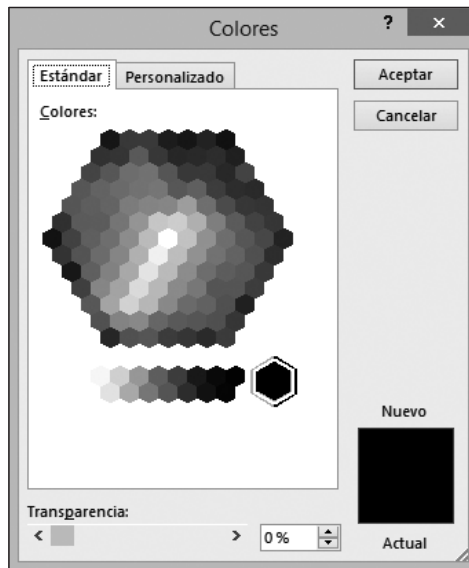 Colores
?
×
Estándar
Personalizado
Aceptar
Cancelar
Colores:
Nuevo
Actual
Transparencia:
0 %